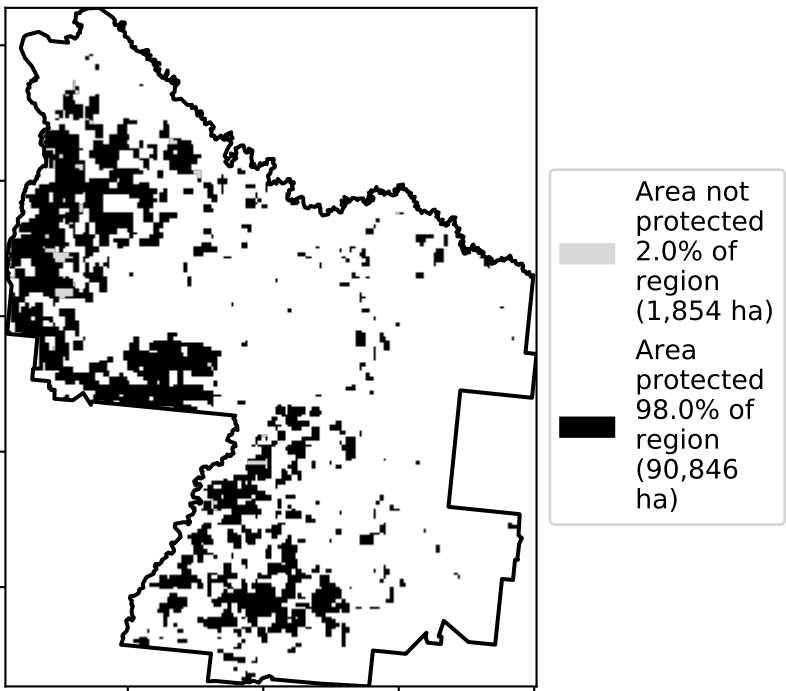 Area not
protected
2.0% of
region
(1,854 ha)
Area
protected
98.0% of
region
(90,846
ha)